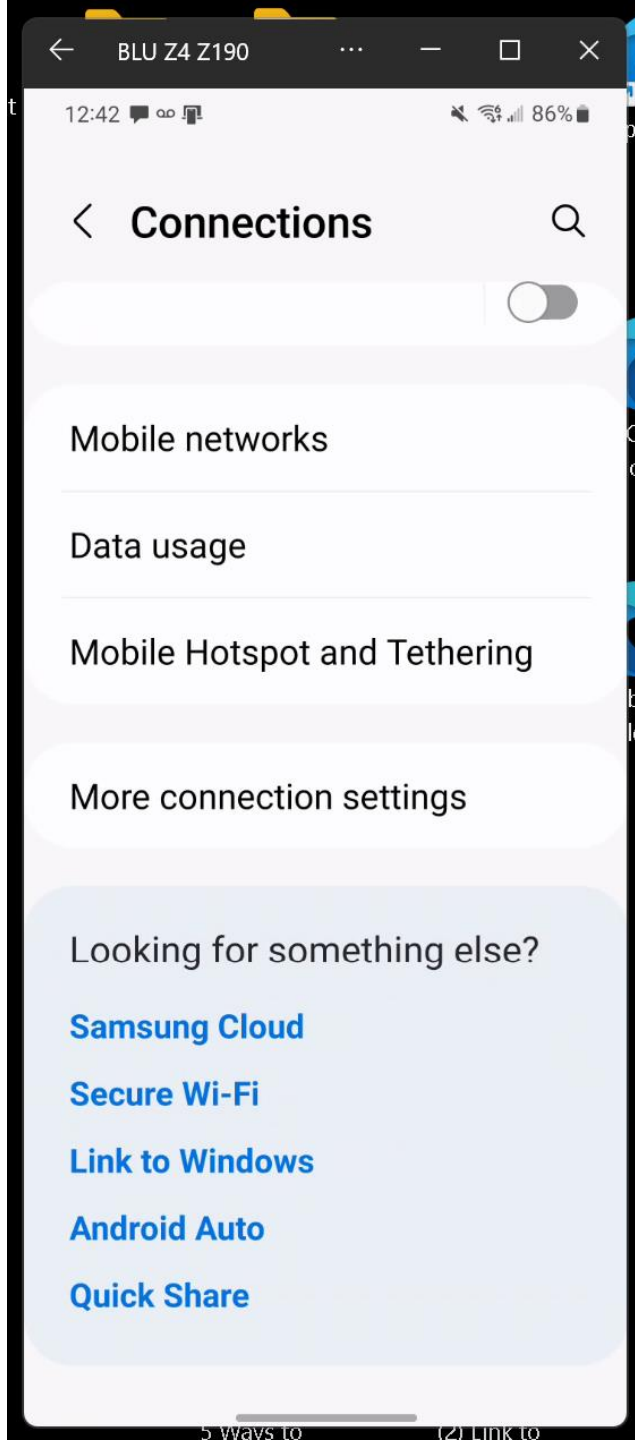 BLU Z4 Z190
12:42 86%
Connections
Mobile networks
Data usage
Mobile Hotspot and Tethering
More connection settings
Looking for something else?
Samsung Cloud
Secure Wi-Fi
Link to Windows
Android Auto
Quick Share
5 Ways to (2) Link to